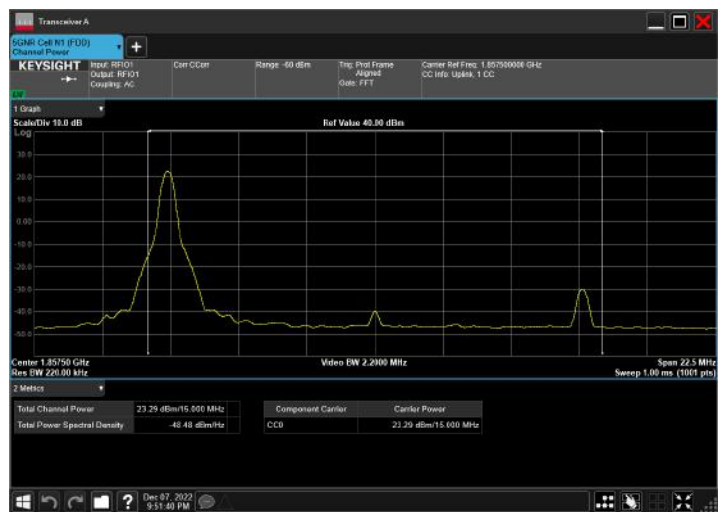 Transceiver A
5GNR Cell N1 (FDD)
Channel Power
KEYSIGHT
Input: RFIO1
Output: RFIO1
Coupling: AC
Corr CCorr
Range: -60 dBm
Trig: Prot Frame
Aligned
Gate: FFT
Carrier Ref Freq: 1.857500000 GHz
CC Info: Uplink, 1 CC
1 Graph
Scale/Div 10.0 dB
Ref Value 40.00 dBm
Log
30.0
20.0
10.0
0.00
-10.0
-20.0
-30.0
-40.0
-50.0
Center 1.85750 GHz
Video BW 2.2000 MHz
Span 22.5 MHz
Res BW 220.00 kHz
Sweep 1.00 ms (1001 pts)
2 Metrics
Total Channel Power 23.29 dBm/15.000 MHz
Total Power Spectral Density -48.48 dBm/Hz
Component Carrier Carrier Power
CC0 23.29 dBm/15.000 MHz
Dec 07, 2022
9:51:40 PM